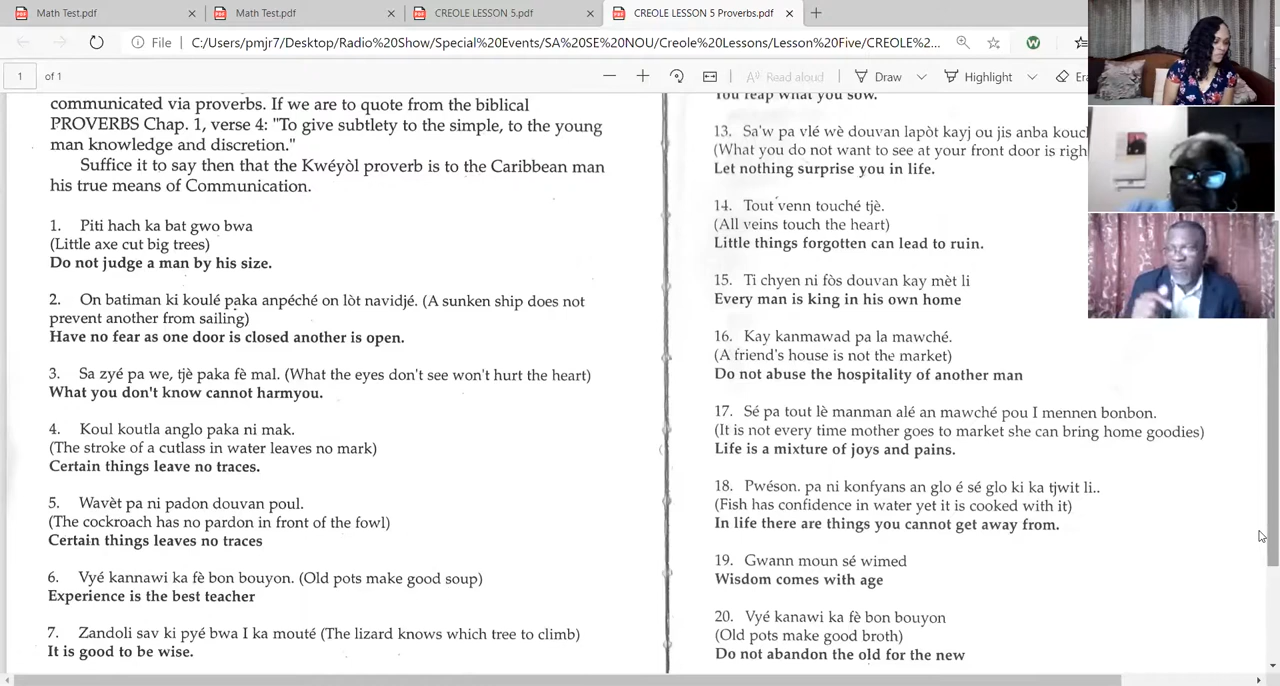 Math Test.pdf
Math Test.pdf
CREOLE LESSON 5.pdf
CREOLE LESSON 5 Proverbs.pdf
File
C:/Users/pmjr7/Desktop/Radio%20Show/Special%20Events/SA%20SE%20NOU/Creole%20Lessons/Lesson%20Five/CREOLE%2...
1
of 1
Read aloud
Draw
Highlight
communicated via proverbs. If we are to quote from the biblical
PROVERBS Chap. 1, verse 4: "To give subtlety to the simple, to the young
man knowledge and discretion."
Suffice it to say then that the Kwéyòl proverb is to the Caribbean man
his true means of Communication.
1. Piti hach ka bat gwo bwa
(Little axe cut big trees)
Do not judge a man by his size.
2. On batiman ki koulé paka anpéché on lòt navidjé. (A sunken ship does not
prevent another from sailing)
Have no fear as one door is closed another is open.
3. Sa zyé pa we, tjè paka fè mal. (What the eyes don't see won't hurt the heart)
What you don't know cannot harmyou.
4. Koul koutla anglo paka ni mak.
(The stroke of a cutlass in water leaves no mark)
Certain things leave no traces.
5. Wavèt pa ni padon douvan poul.
(The cockroach has no pardon in front of the fowl)
Certain things leaves no traces
6. Vyé kannawi ka fè bon bouyon. (Old pots make good soup)
Experience is the best teacher
7. Zandoli sav ki pyé bwa I ka mouté (The lizard knows which tree to climb)
It is good to be wise.
You reap what you sow.
13. Sa'w pa vlé wè douvan lapòt kayj ou jis anba
(What you do not want to see at your front door is
Let nothing surprise you in life.
14. Tout venn touché tjè.
(All veins touch the heart)
Little things forgotten can lead to ruin.
15. Ti chyen ni fòs douvan kay mèt li
Every man is king in his own home
16. Kay kanmawad pa la mawché.
(A friend's house is not the market)
Do not abuse the hospitality of another man
17. Sé pa tout lè manman alé an mawché pou I mennen bonbon.
(It is not every time mother goes to market she can bring home goodies)
Life is a mixture of joys and pains.
18. Pwéson. pa ni konfyans an glo é sé glo ki ka tjwit li..
(Fish has confidence in water yet it is cooked with it)
In life there are things you cannot get away from.
19. Gwann moun sé wimed
Wisdom comes with age
20. Vyé kanawi ka fè bon bouyon
(Old pots make good broth)
Do not abandon the old for the new